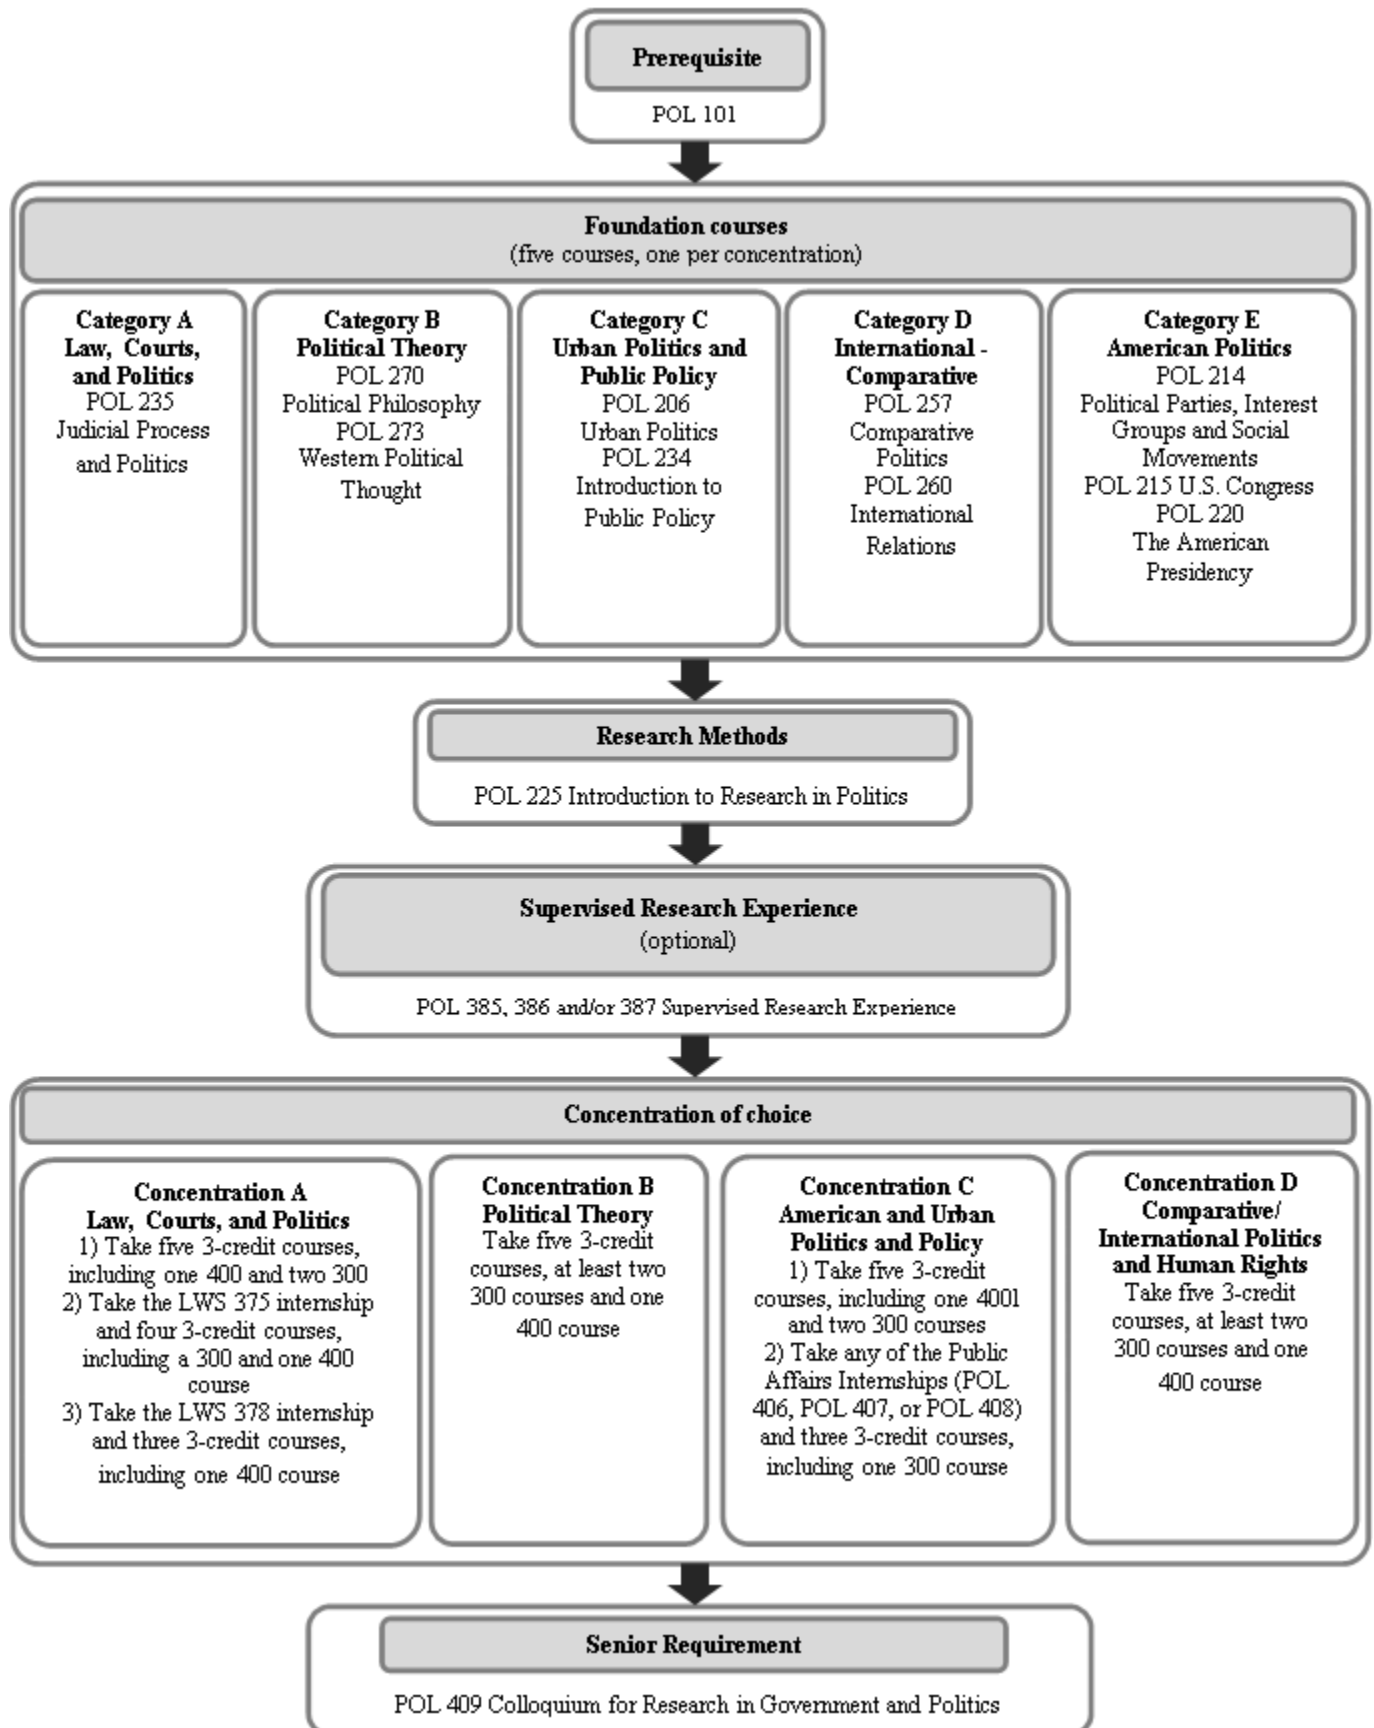 Prerequisite
POL 101
Foundation courses
(five courses, one per concentration)
Category A
Law, Courts,
and Politics
POL 235
Judicial Process
and Politics
Category B
Political Theory
POL 270
Political Philosophy
POL 273
Western Political
Thought
Category C
Urban Politics and
Public Policy
POL 206
Urban Politics
POL 234
Introduction to
Public Policy
Category D
International -
Comparative
POL 257
Comparative
Politics
POL 260
International
Relations
Category E
American Politics
POL 214
Political Parties, Interest
Groups and Social
Movements
POL 215 U.S. Congress
POL 220
The American
Presidency
Research Methods
POL 225 Introduction to Research in Politics
Supervised Research Experience
(optional)
POL 385, 386 and/or 387 Supervised Research Experience
Concentration of choice
Concentration A
Law, Courts, and Politics
1) Take five 3-credit courses,
including one 400 and two 300
2) Take the LWS 375 internship
and four 3-credit courses,
including a 300 and one 400
course
3) Take the LWS 378 internship
and three 3-credit courses,
including one 400 course
Concentration B
Political Theory
Take five 3-credit
courses, at least two
300 courses and one
400 course
Concentration C
American and Urban
Politics and Policy
1) Take five 3-credit
courses, including one 400l
and two 300 courses
2) Take any of the Public
Affairs Internships (POL
406, POL 407, or POL 408)
and three 3-credit courses,
including one 300 course
Concentration D
Comparative/
International Politics
and Human Rights
Take five 3-credit
courses, at least two
300 courses and one
400 course
Senior Requirement
POL 409 Colloquium for Research in Government and Politics